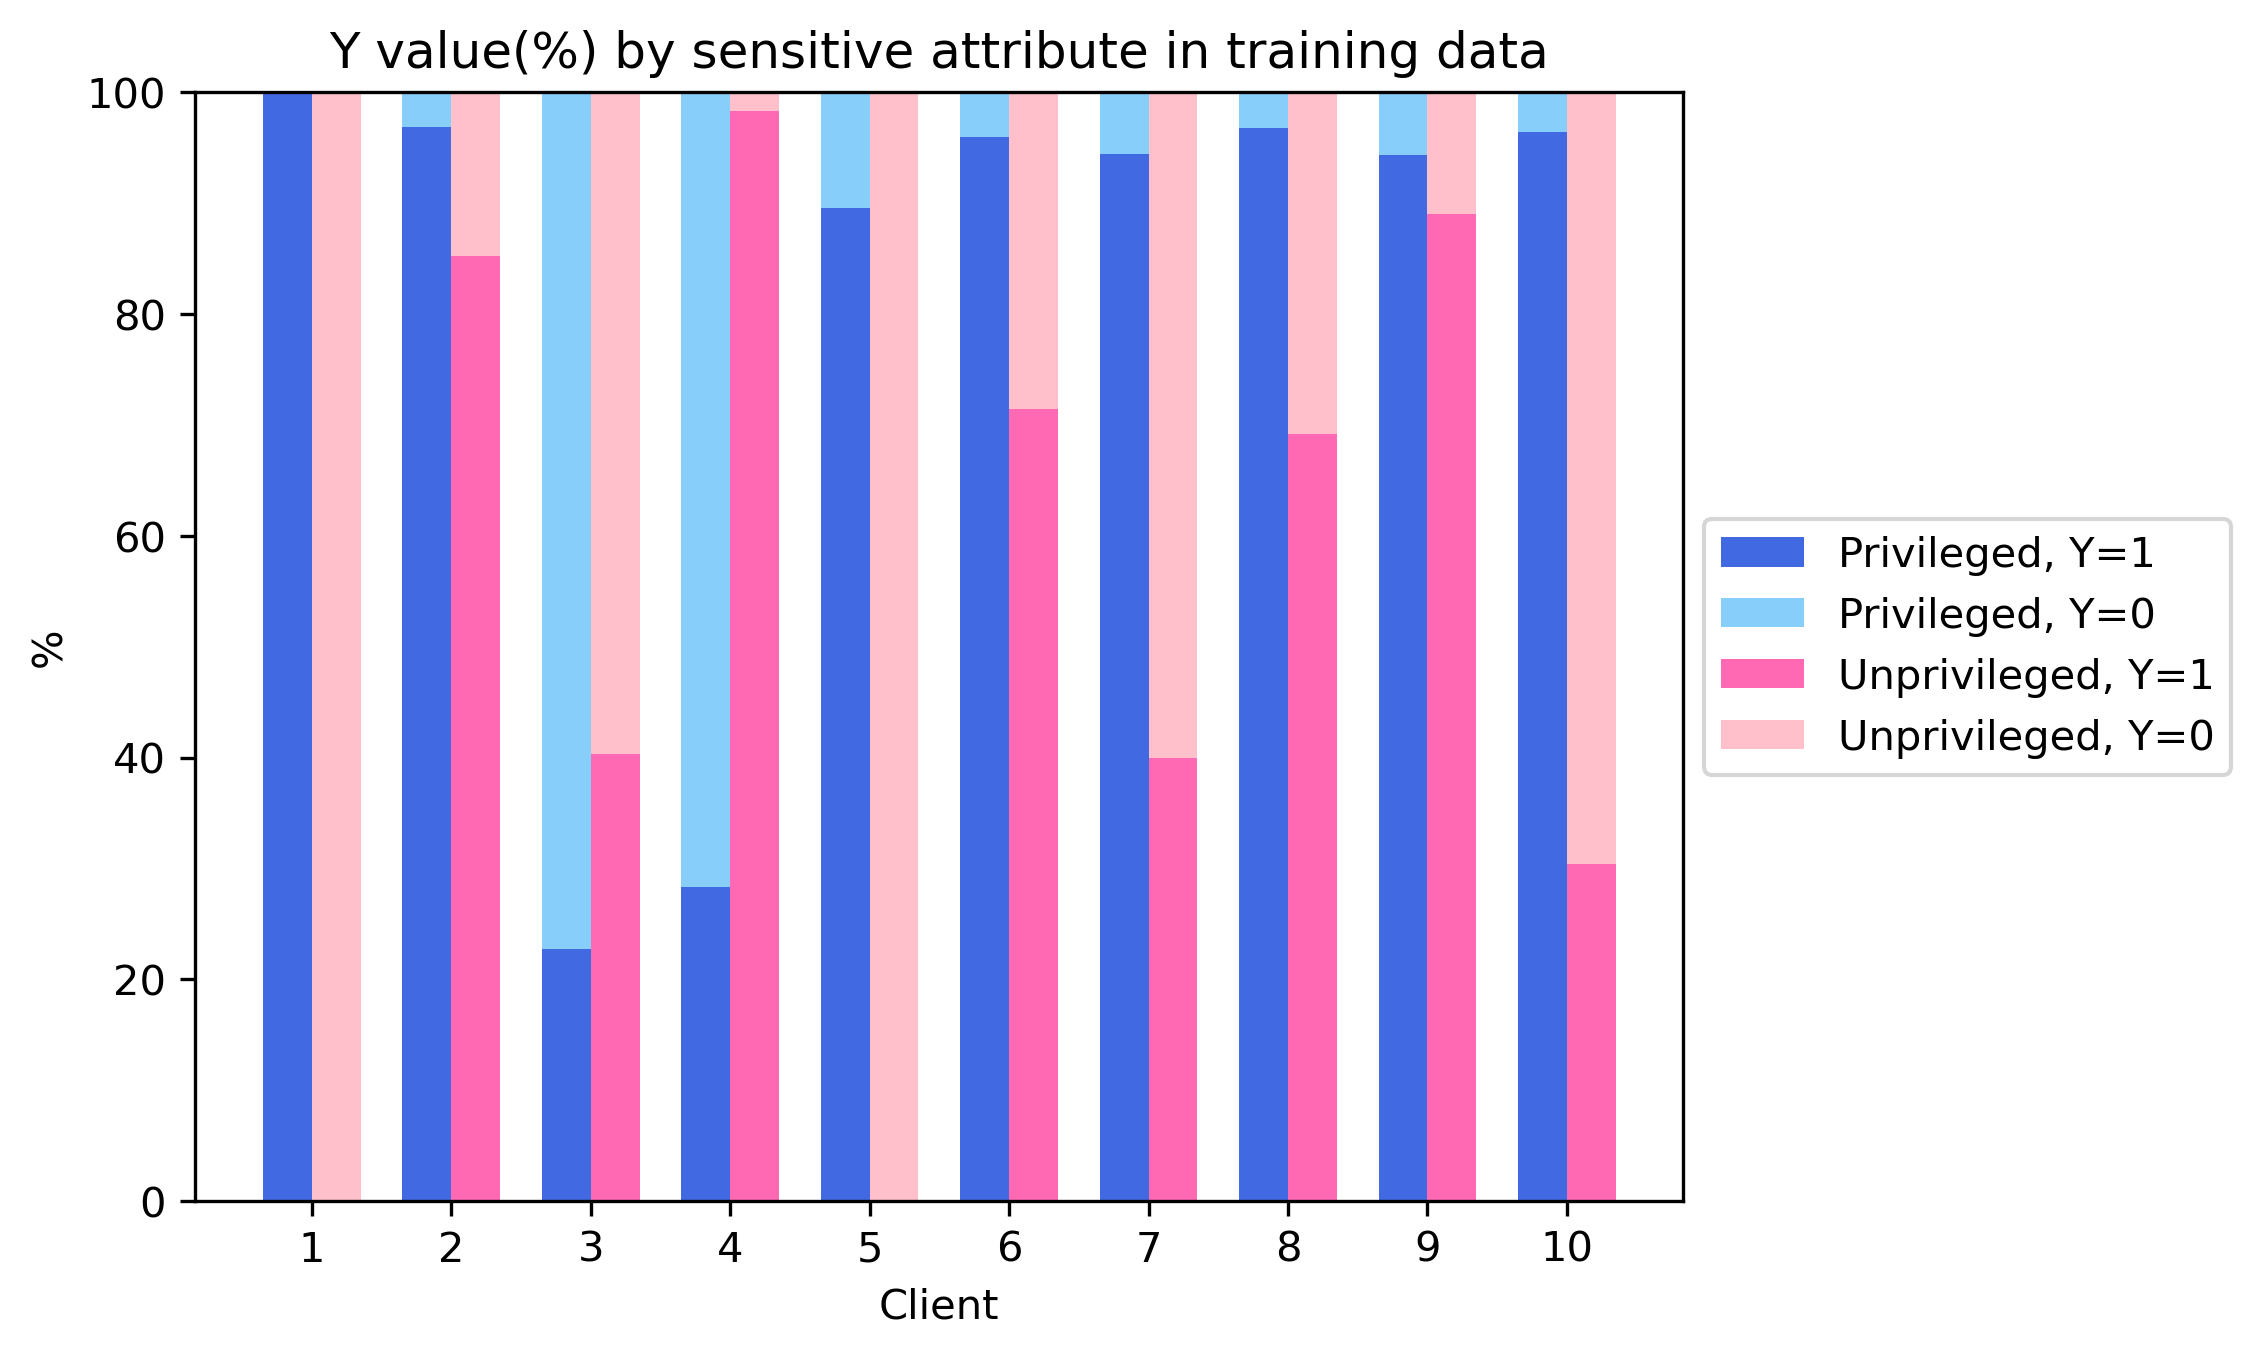 Y value(%) by sensitive attribute in training data
100
80
60
40
20
0
%
1 2 3 4 5 6 7 8 9 10
Client
Privileged, Y=1
Privileged, Y=0
Unprivileged, Y=1
Unprivileged, Y=0